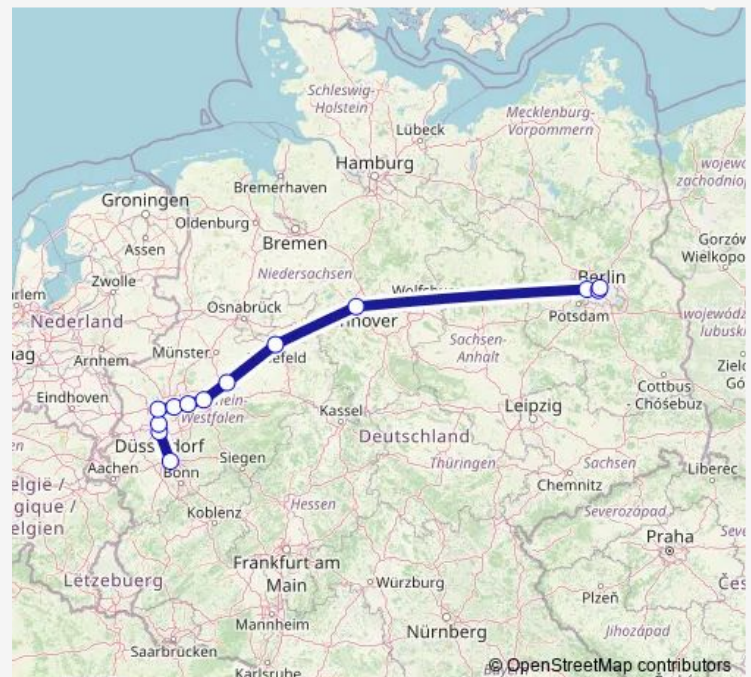 Schleswig-
Holstein
Mecklenburg-
Vorpommern
Lübeck
Hamburg
Bremerhaven
Groningen
Oldenburg
Assen
Bremen
Gorzów
Wielkopo
Zwolle
Niedersachsen
Berlin
Osnabrück
Potsdam
Nederland
Arnhem
Münster
Sachsen-
Anhalt
Eindhoven
Westfalen
Kassel
Leipzig
Cottbus
- Chóśebuz
Deutschland
Aachen
Siegen
Bonn
Thüringen
Sachsen
Liberec
Chemnitz
Koblenz
Hessen
Severozápad
Praha
Frankfurt am
Main
Lëtzebuerg
Würzburg
Plzeň
Mannheim
Nürnberg
Jihozápad
Saarbrücken
Karlsruhe
© OpenStreetMap contributors